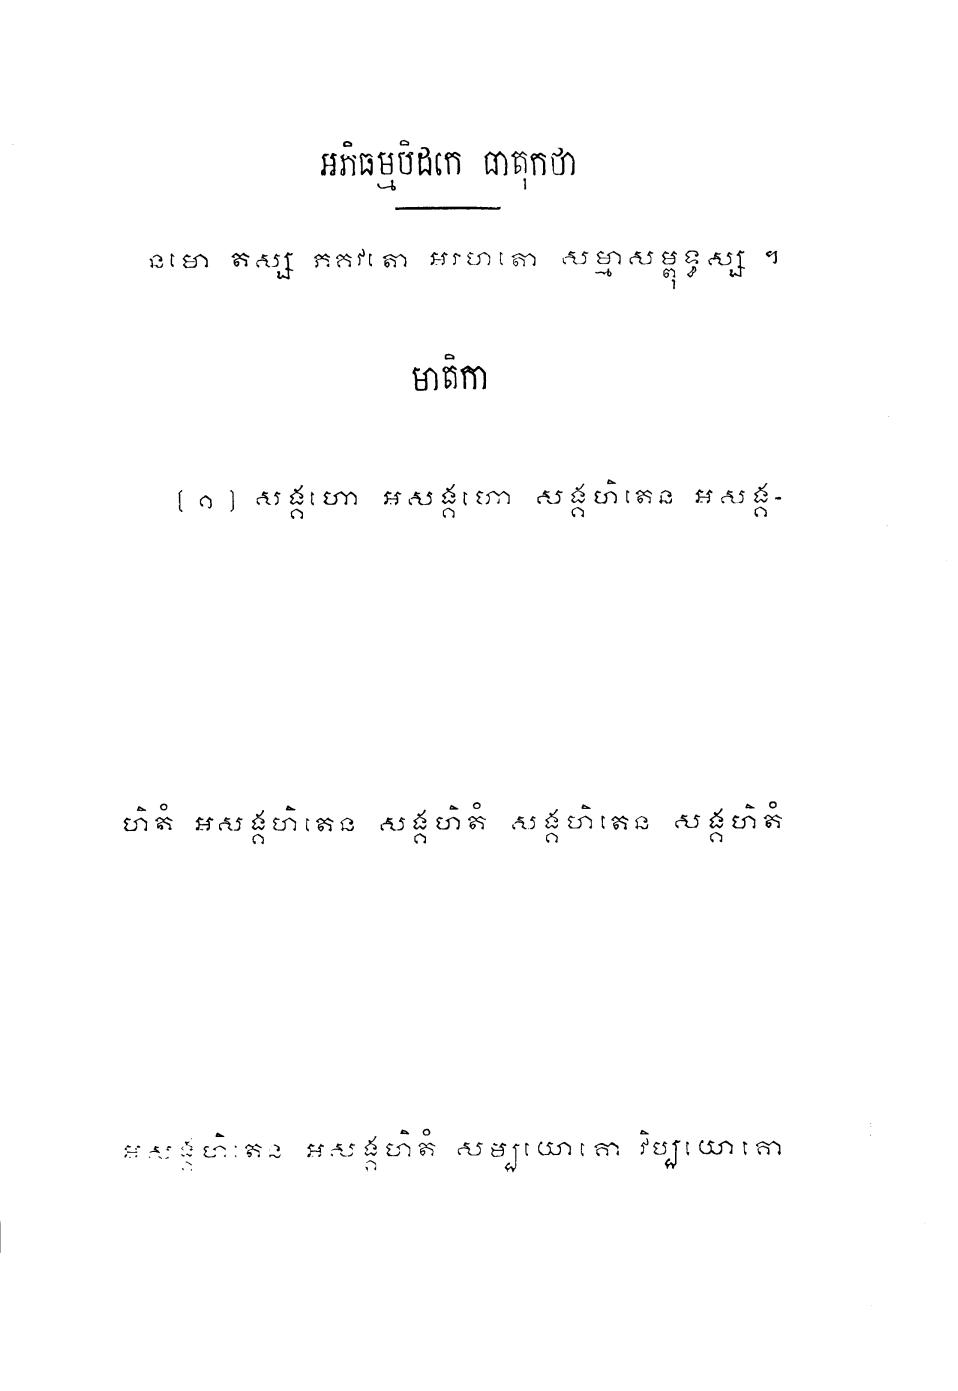 អភិធម្មបិដកេ ធាតុកថា
នមោ តស្ស ភគវតោ អរហតោ សម្មាសម្ពុទ្ធស្ស ។
មាតិកា
[ ១ ] សង្គហោ អសង្គហោ សង្គហិតេន អសង្គ-
ហិតំ អសង្គហិតេន សង្គហិតំ សង្គហិតេន សង្គហិតំ
អសង្គហិតេន អសង្គហិតំ សម្បយោគោ វិប្បយោគោ